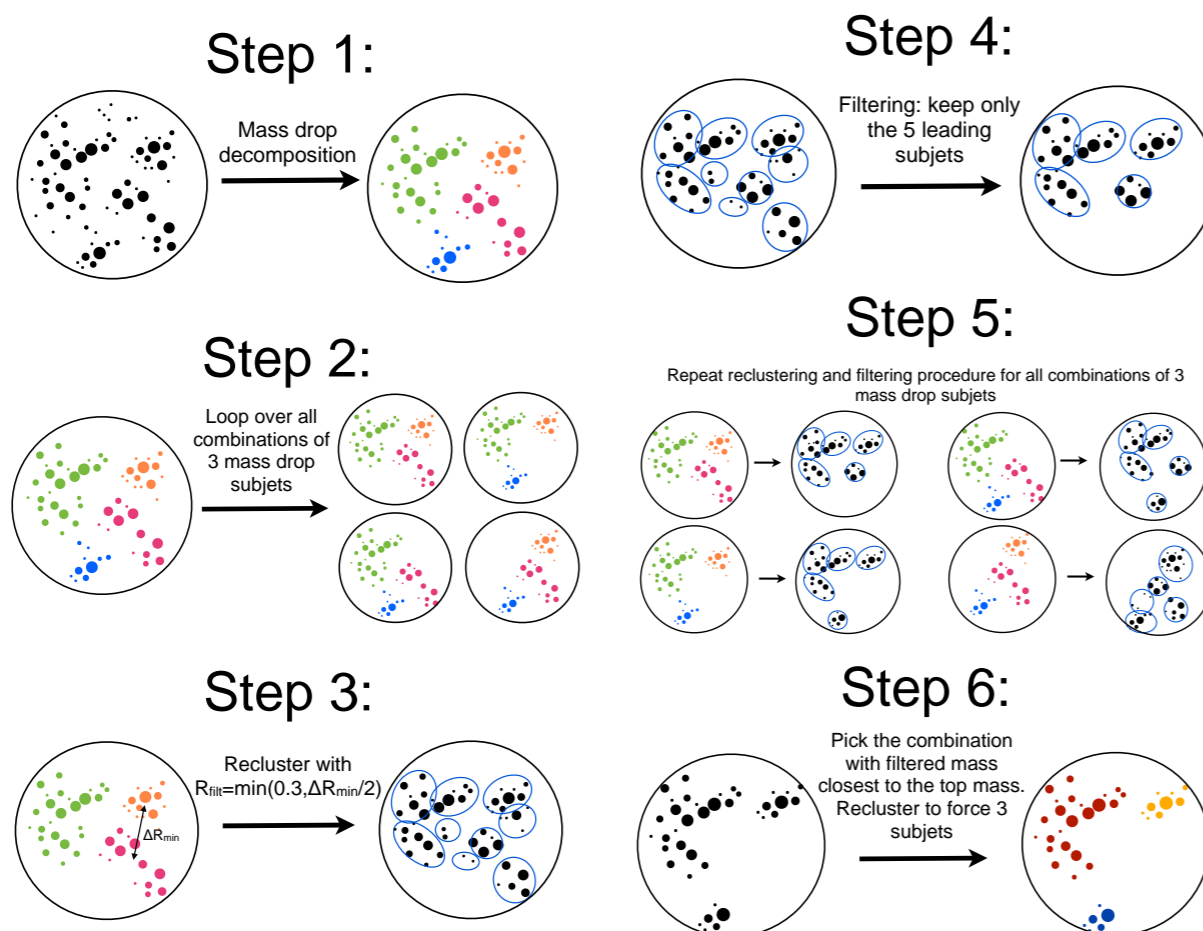 Step 1:
Mass drop
decomposition
Step 2:
Loop over all
combinations of
3 mass drop
subjets
Step 3:
Recluster with
Rfilt=min(0.3,ΔRmin/2)
ΔRmin
Step 4:
Filtering: keep only
the 5 leading
subjets
Step 5:
Repeat reclustering and filtering procedure for all combinations of 3
mass drop subjets
Step 6:
Pick the combination
with filtered mass
closest to the top mass.
Recluster to force 3
subjets